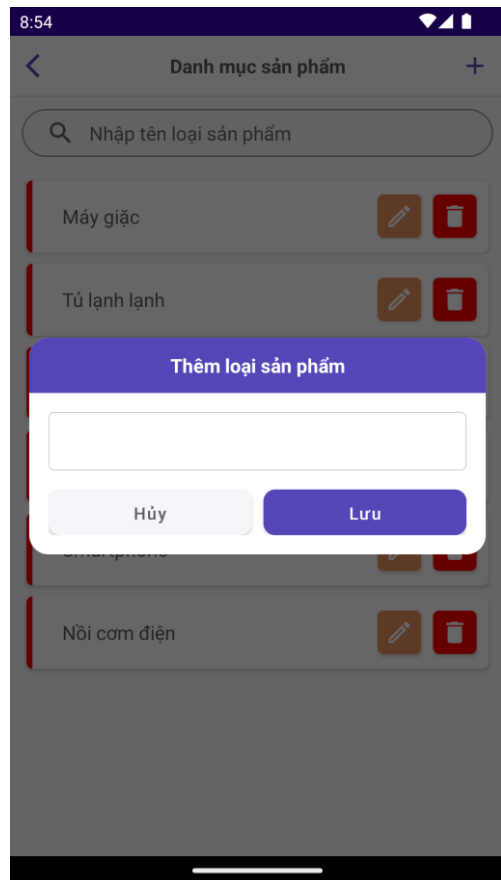 8:54
Danh mục sản phẩm
Nhập tên loại sản phẩm
Máy giặc
Tủ lạnh lạnh
Thêm loại sản phẩm
Hủy
Lưu
Smartphone
Nồi cơm điện